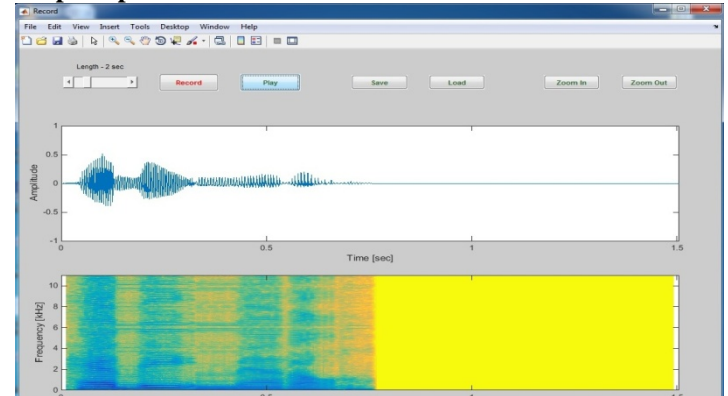 Record
File Edit View Insert Tools Desktop Window Help
Length - 2 sec
Record Play Save Load Zoom In Zoom Out
1
0.5
0
-0.5
-1
Amplitude
0 0.5 1 1.5
Time [sec]
10
8
6
4
2
0
Frequency [kHz]